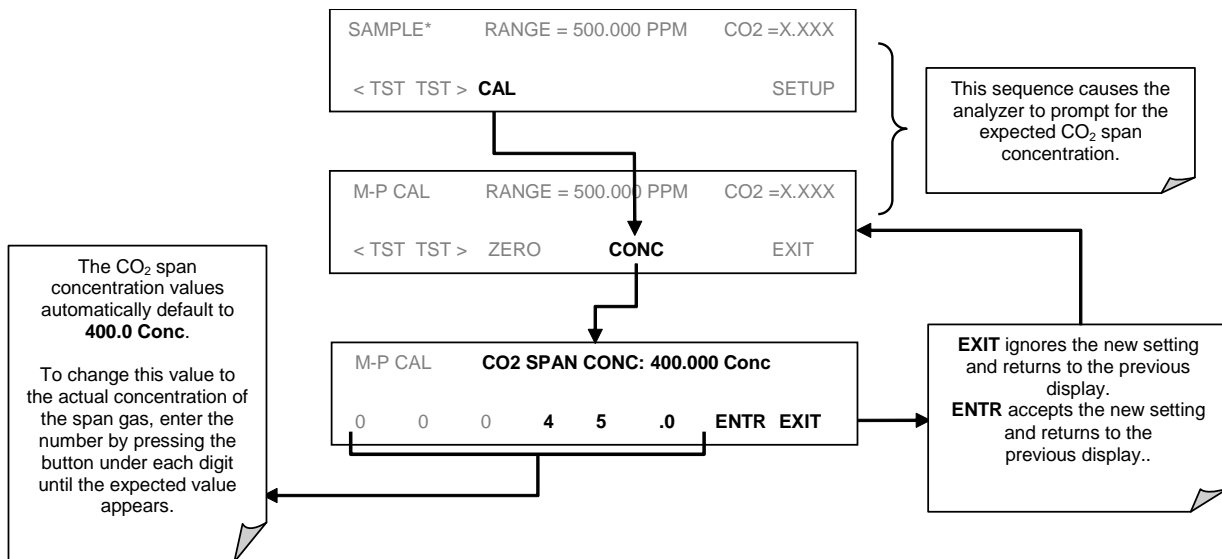 SAMPLE* RANGE = 500.000 PPM CO2 =X.XXX
< TST TST > CAL SETUP
This sequence causes the
analyzer to prompt for the
expected CO₂ span
concentration.
M-P CAL RANGE = 500.000 PPM CO2 =X.XXX
< TST TST > ZERO CONC EXIT
The CO₂ span
concentration values
automatically default to
400.0 Conc.
To change this value to
the actual concentration of
the span gas, enter the
number by pressing the
button under each digit
until the expected value
appears.
M-P CAL CO2 SPAN CONC: 400.000 Conc
0 0 0 4 5 .0 ENTR EXIT
EXIT ignores the new setting
and returns to the previous
display.
ENTR accepts the new setting
and returns to the
previous display..